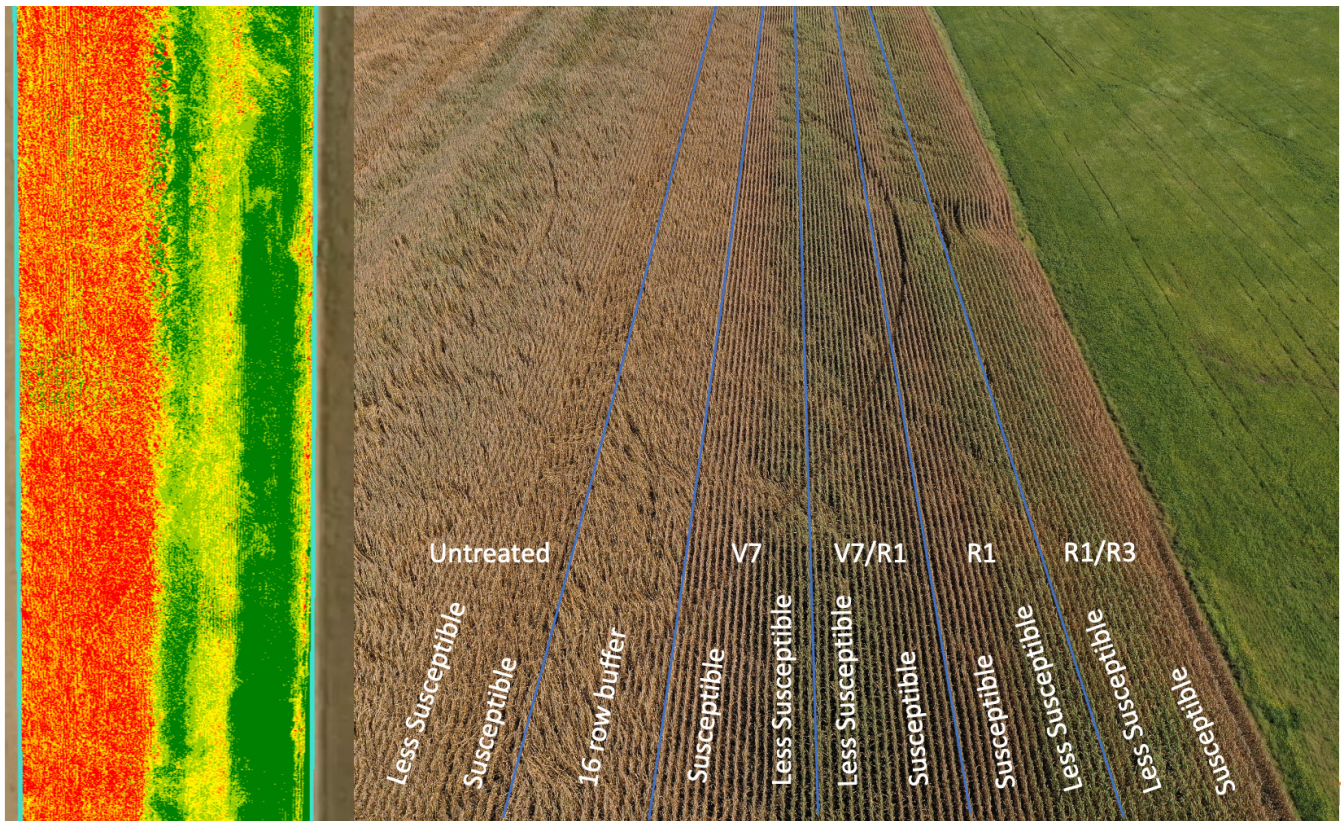 Untreated
V7
V7/R1
R1
R1/R3
Less Susceptible
Susceptible
16 row buffer
Susceptible
Less Susceptible
Less Susceptible
Susceptible
Susceptible
Less Susceptible
Less Susceptible
Susceptible